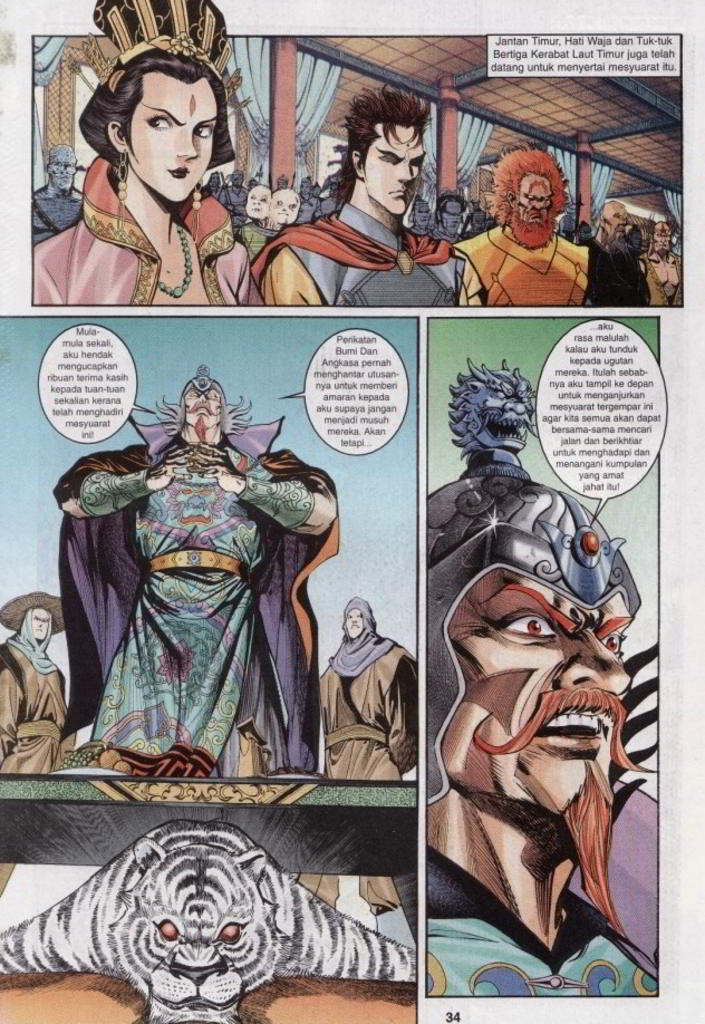 Jantan Timur, Hati Waja dan Tuk-tuk
Bertiga Kerabat Laut Timur juga telah
datang untuk menyertai mesyuarat itu.
Mula-
mula sekali,
aku hendak
mengucapkan
ribuan terima kasih
kepada tuan-tuan
sekalian kerana
telah menghadiri
mesyuarat
ini!
Perikatan
Bumi Dan
Angkasa pernah
menghantar utusan-
nya untuk memberi
amaran kepada
aku supaya jangan
menjadi musuh
mereka. Akan
tetapi...
...aku
rasa malulah
kalau aku tunduk
kepada ugutan
mereka. Itulah sebab-
nya aku tampil ke depan
untuk menganjurkan
mesyuarat tergempar ini
agar kita semua akan dapat
bersama-sama mencari
jalan dan berikhtiar
untuk menghadapi dan
menangani kumpulan
yang amat
jahat itu!
34